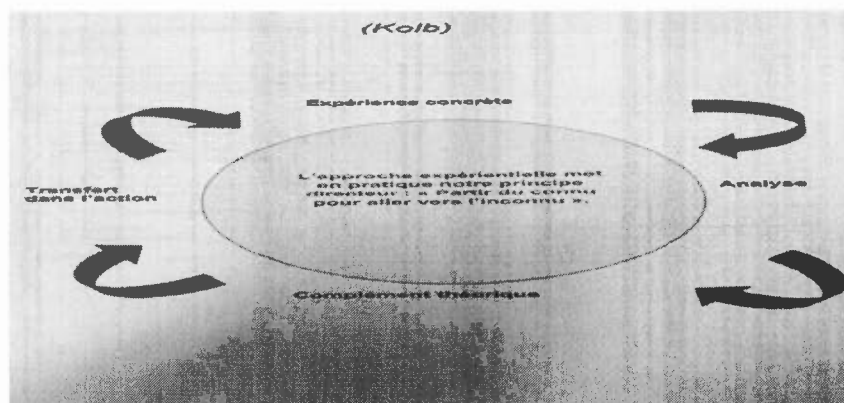 (Kolb)
Expérience concrète
L'approche expérientielle met
en pratique notre principe
directeur : « Partir du connu
pour aller vers l'inconnu ».
Transfert
dans l'action
Analyse
Complément théorique